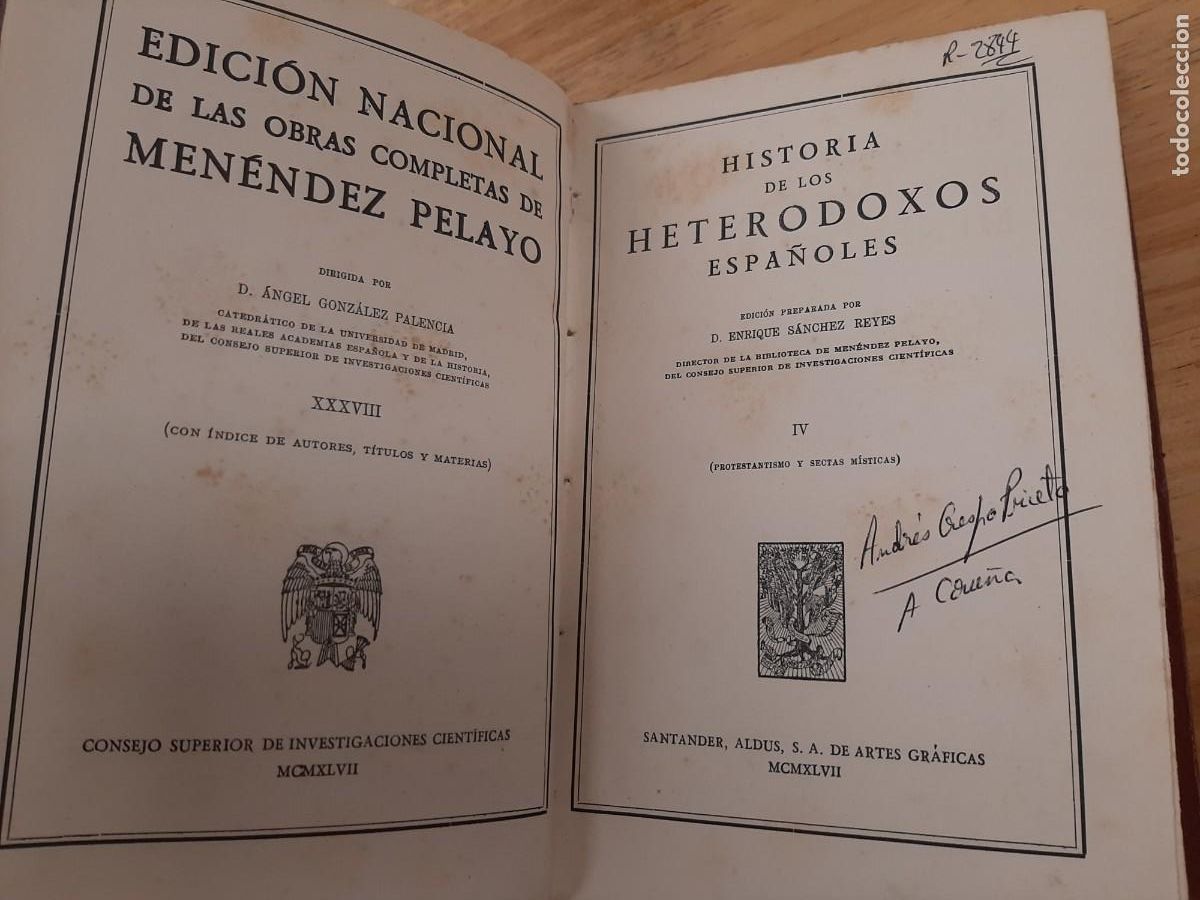 EDICIÓN NACIONAL
DE LAS OBRAS COMPLETAS DE
MENÉNDEZ PELAYO
DIRIGIDA POR
D. ÁNGEL GONZÁLEZ PALENCIA
CATEDRÁTICO DE LA UNIVERSIDAD DE MADRID,
DE LAS REALES ACADEMIAS ESPAÑOLA Y DE LA HISTORIA,
DEL CONSEJO SUPERIOR DE INVESTIGACIONES CIENTÍFICAS
XXXVIII
(CON ÍNDICE DE AUTORES, TÍTULOS Y MATERIAS)
CONSEJO SUPERIOR DE INVESTIGACIONES CIENTÍFICAS
MCMXLVII
R-2844
HISTORIA
DE LOS
HETERODOXOS
ESPAÑOLES
EDICIÓN PREPARADA POR
D. ENRIQUE SÁNCHEZ REYES
DIRECTOR DE LA BIBLIOTECA DE MENÉNDEZ PELAYO,
DEL CONSEJO SUPERIOR DE INVESTIGACIONES CIENTÍFICAS
IV
(PROTESTANTISMO Y SECTAS MÍSTICAS)
Andrés Crespo Prieto
A Coruña
SANTANDER, ALDUS, S. A. DE ARTES GRÁFICAS
MCMXLVII
todocoleccion